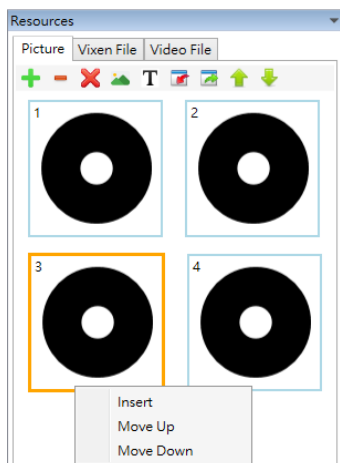 Resources
Picture Vixen File Video File
T
1 2
3 4
Insert
Move Up
Move Down